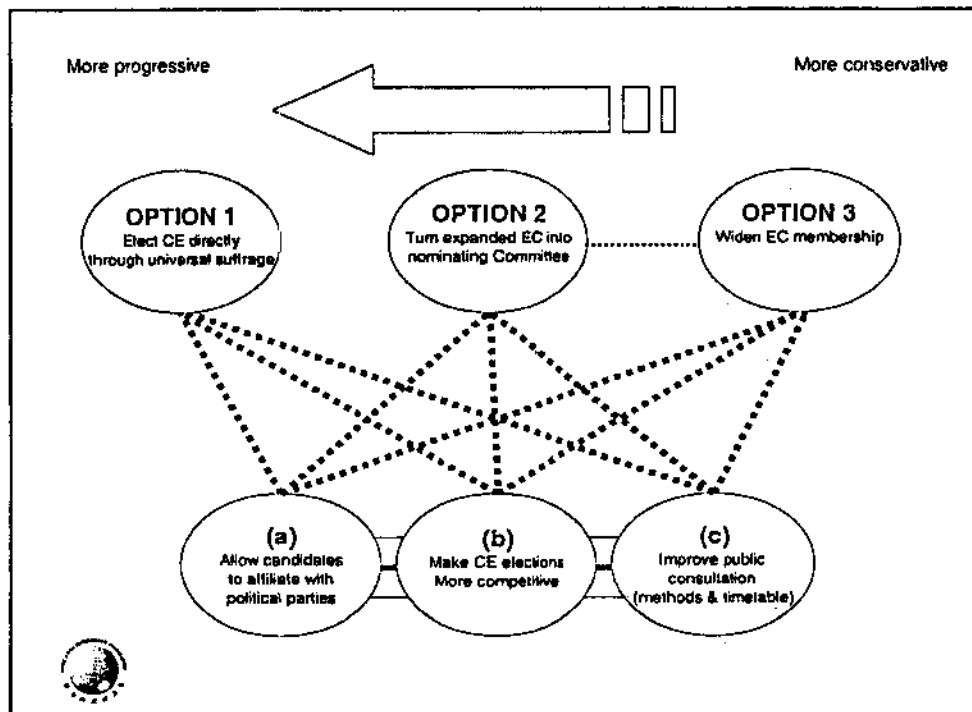 More progressive
More conservative
OPTION 1
Elect CE directly
through universal suffrage
OPTION 2
Turn expanded EC into
nominating Committee
OPTION 3
Widen EC membership
(a)
Allow candidates
to affiliate with
political parties
(b)
Make CE elections
More competitive
(c)
Improve public
consultation
(methods & timetable)